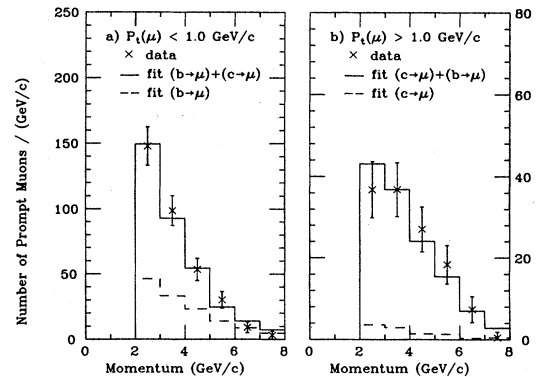 a) Pt(μ) < 1.0 GeV/c
× data
fit (b→μ)+(c→μ)
fit (b→μ)
Number of Prompt Muons / (GeV/c)
250
200
150
100
50
0
0 2 4 6 8
Momentum (GeV/c)
b) Pt(μ) > 1.0 GeV/c
× data
fit (c→μ)+(b→μ)
fit (c→μ)
80
60
40
20
0
0 2 4 6 8
Momentum (GeV/c)